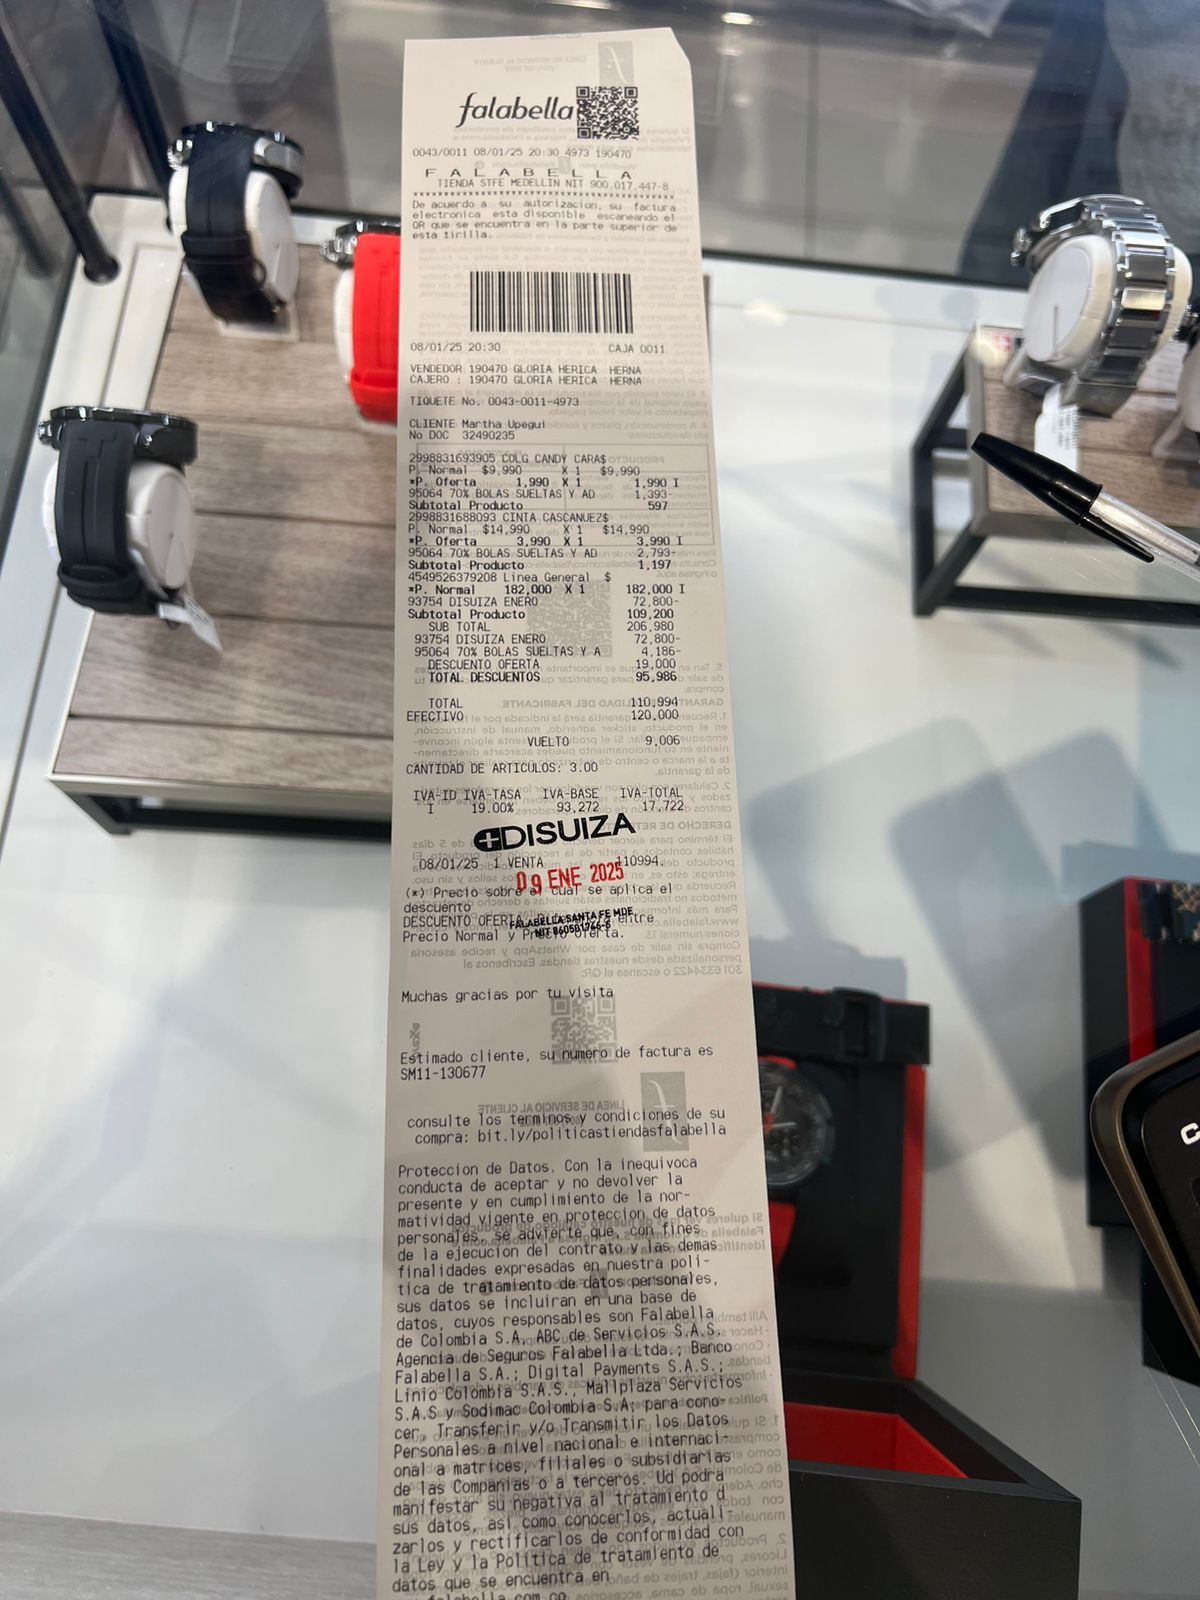 falabella
0043/0011 08/01/25 20:30 4973 190470
F A L A B E L L A
TIENDA STFE MEDELLIN NIT 900.017.447-8
****************************************
De acuerdo a su autorizacion, su factura
electronica esta disponible escaneando el
QR que se encuentra en la parte superior de
esta tirilla.
08/01/25 20:30 CAJA 0011
VENDEDOR 190470 GLORIA HERICA HERNA
CAJERO : 190470 GLORIA HERICA HERNA
TIQUETE No. 0043-0011-4973
CLIENTE Martha Upegui
No DOC 32490235
2998831693905 COLG CANDY CARA$
P. Normal $9,990 X 1 $9,990
*P. Oferta 1,990 X 1 1,990 I
95064 70% BOLAS SUELTAS Y AD 1,393-
Subtotal Producto 597
2998831688093 CINTA CASCANUEZ$
P. Normal $14,990 X 1 $14,990
*P. Oferta 3,990 X 1 3,990 I
95064 70% BOLAS SUELTAS Y AD 2,793-
Subtotal Producto 1,197
4549526379208 Linea General $
*P. Normal 182,000 X 1 182,000 I
93754 DISUIZA ENERO 72,800-
Subtotal Producto 109,200
SUB TOTAL 206,980
93754 DISUIZA ENERO 72,800-
95064 70% BOLAS SUELTAS Y A 4,186-
DESCUENTO OFERTA 19,000
TOTAL DESCUENTOS 95,986
TOTAL 110,994
EFECTIVO 120,000
VUELTO 9,006
CANTIDAD DE ARTICULOS: 3.00
IVA-ID IVA-TASA IVA-BASE IVA-TOTAL
I 19.00% 93,272 17,722
DISUIZA
08/01/25 1 VENTA 110994.
09 ENE 2025
(*) Precio sobre el cual se aplica el
descuento
DESCUENTO OFERTA entre
FALABELLA SANTA FE MDE
Precio Normal y Precio Oferta.
NIT 860501766-6
Muchas gracias por tu visita
Estimado cliente, su numero de factura es
SM11-130677
consulte los terminos y condiciones de su
compra: bit.ly/politicastiendasfalabella
Proteccion de Datos. Con la inequivoca
conducta de aceptar y no devolver la
presente y en cumplimiento de la nor-
matividad vigente en proteccion de datos
personales, se advierte que, con fines
de la ejecucion del contrato y las demas
finalidades expresadas en nuestra poli-
tica de tratamiento de datos personales,
sus datos se incluiran en una base de
datos, cuyos responsables son Falabella
de Colombia S.A, ABC de Servicios S.A.S,
Agencia de Seguros Falabella Ltda.; Banco
Falabella S.A.; Digital Payments S.A.S.;
Linio Colombia S.A.S., Mallplaza Servicios
S.A.S y Sodimac Colombia S.A; para cono-
cer, Transferir y/o Transmitir los Datos
Personales a nivel nacional e internaci-
onal a matrices, filiales o subsidiarias
de las Companias o a terceros. Ud podra
manifestar su negativa al tratamiento d
sus datos, asi como conocerlos, actuali-
zarlos y rectificarlos de conformidad con
la Ley y la Politica de tratamiento de
datos que se encuentra en